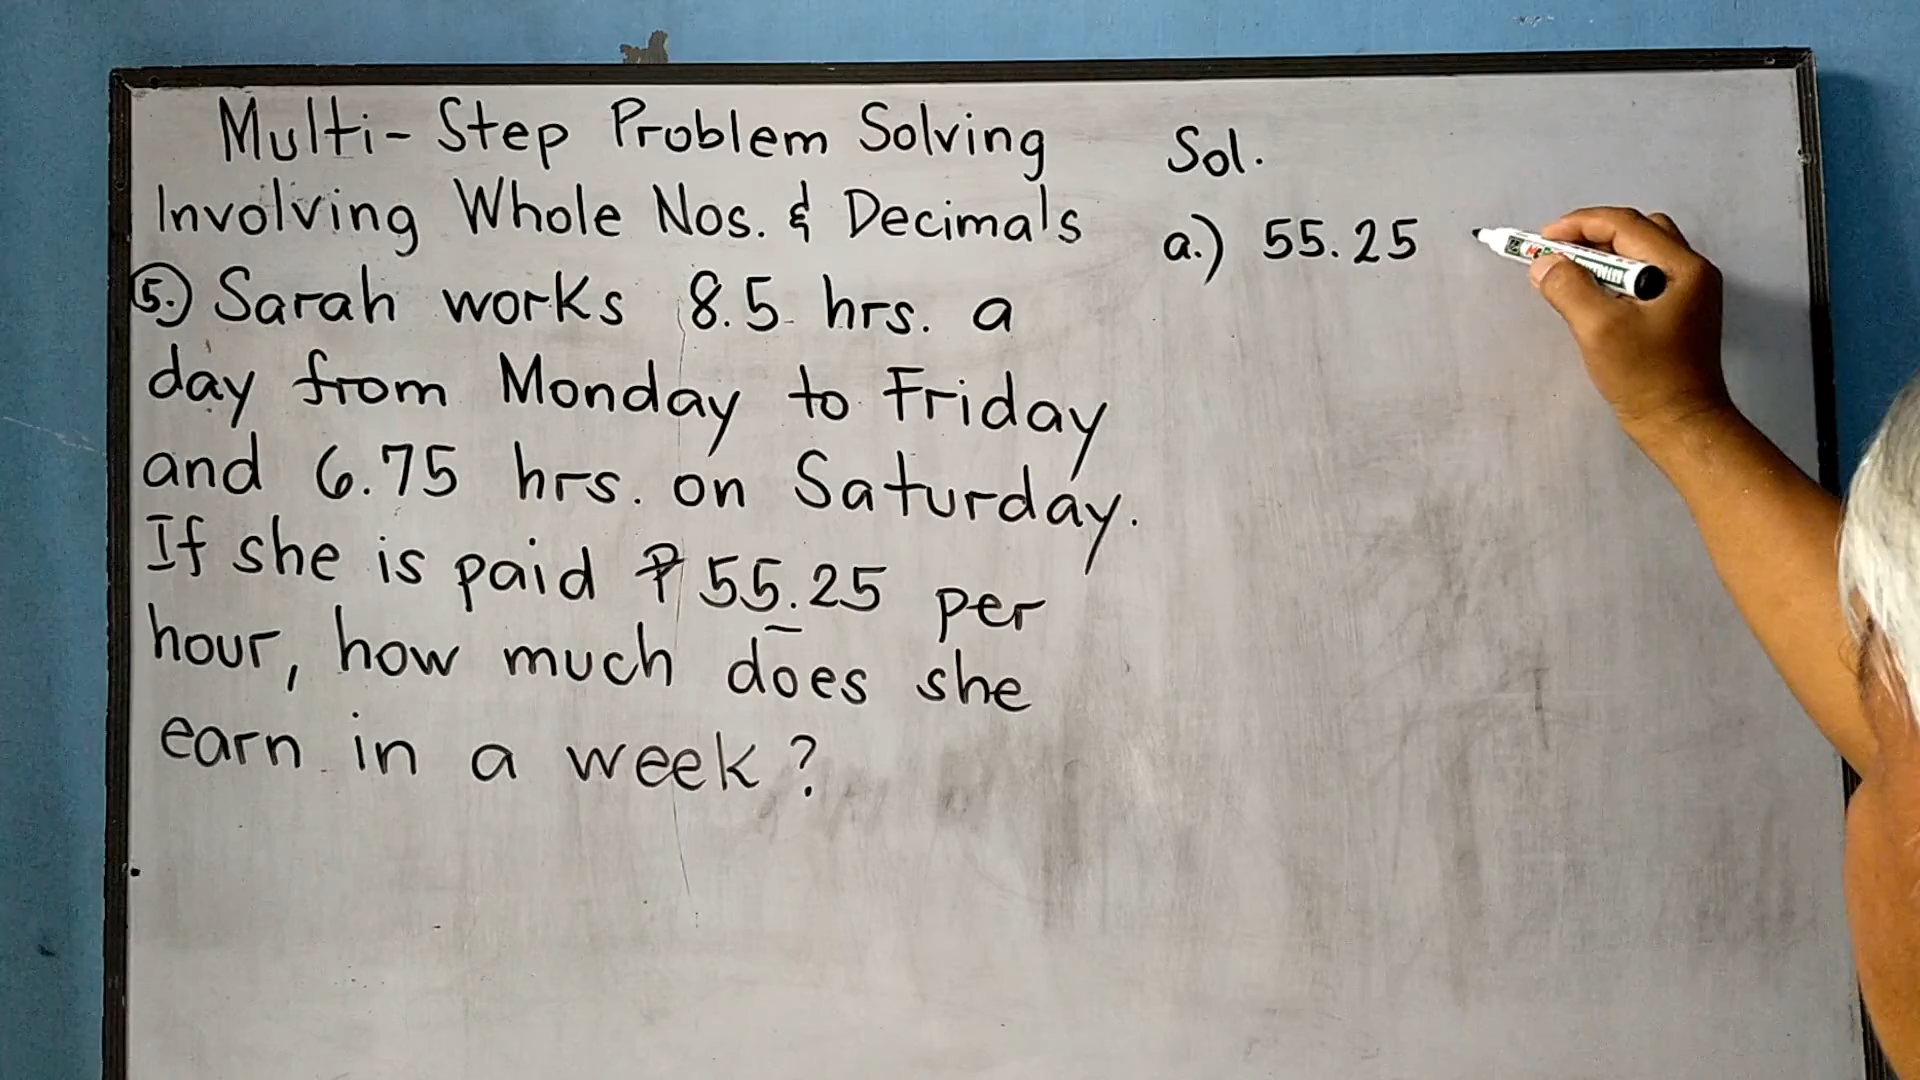 Multi-Step Problem Solving
Involving Whole Nos. & Decimals
5.) Sarah works 8.5 hrs. a
day from Monday to Friday
and 6.75 hrs. on Saturday.
If she is paid ₱55.25 per
hour, how much does she
earn in a week?
Sol.
a.) 55.25